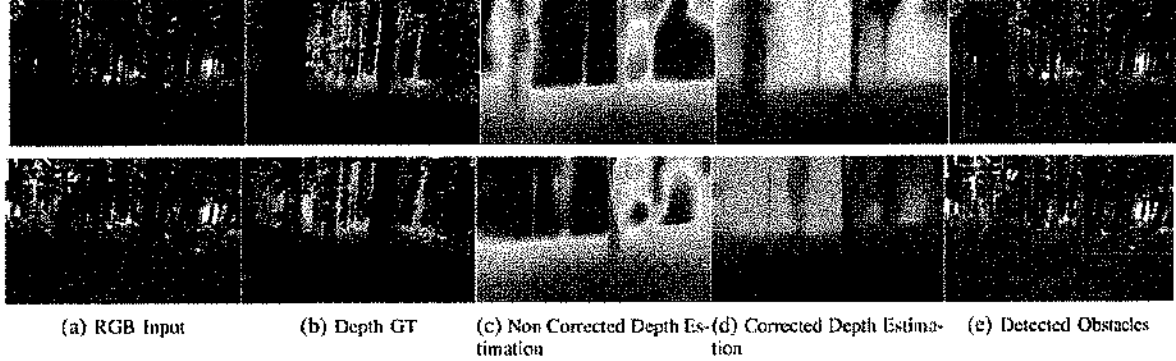 (a) RGB Input
(b) Depth GT
(c) Non Corrected Depth Es-
timation
(d) Corrected Depth Estima-
tion
(e) Detected Obstacles